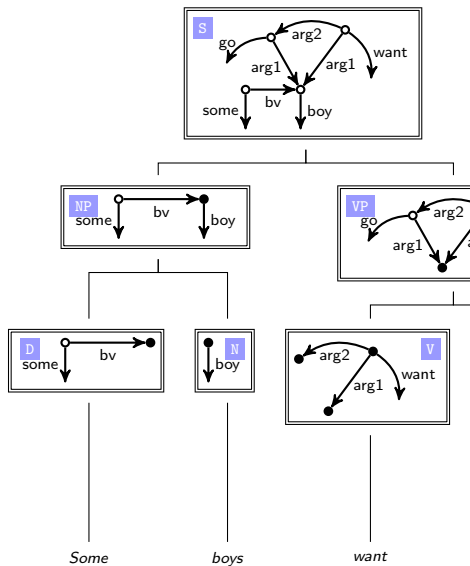 S
go
arg2
want
arg1
arg1
some
bv
boy
NP
some
bv
boy
VP
go
arg2
arg1
D
some
bv
N
boy
V
arg2
want
arg1
Some
boys
want